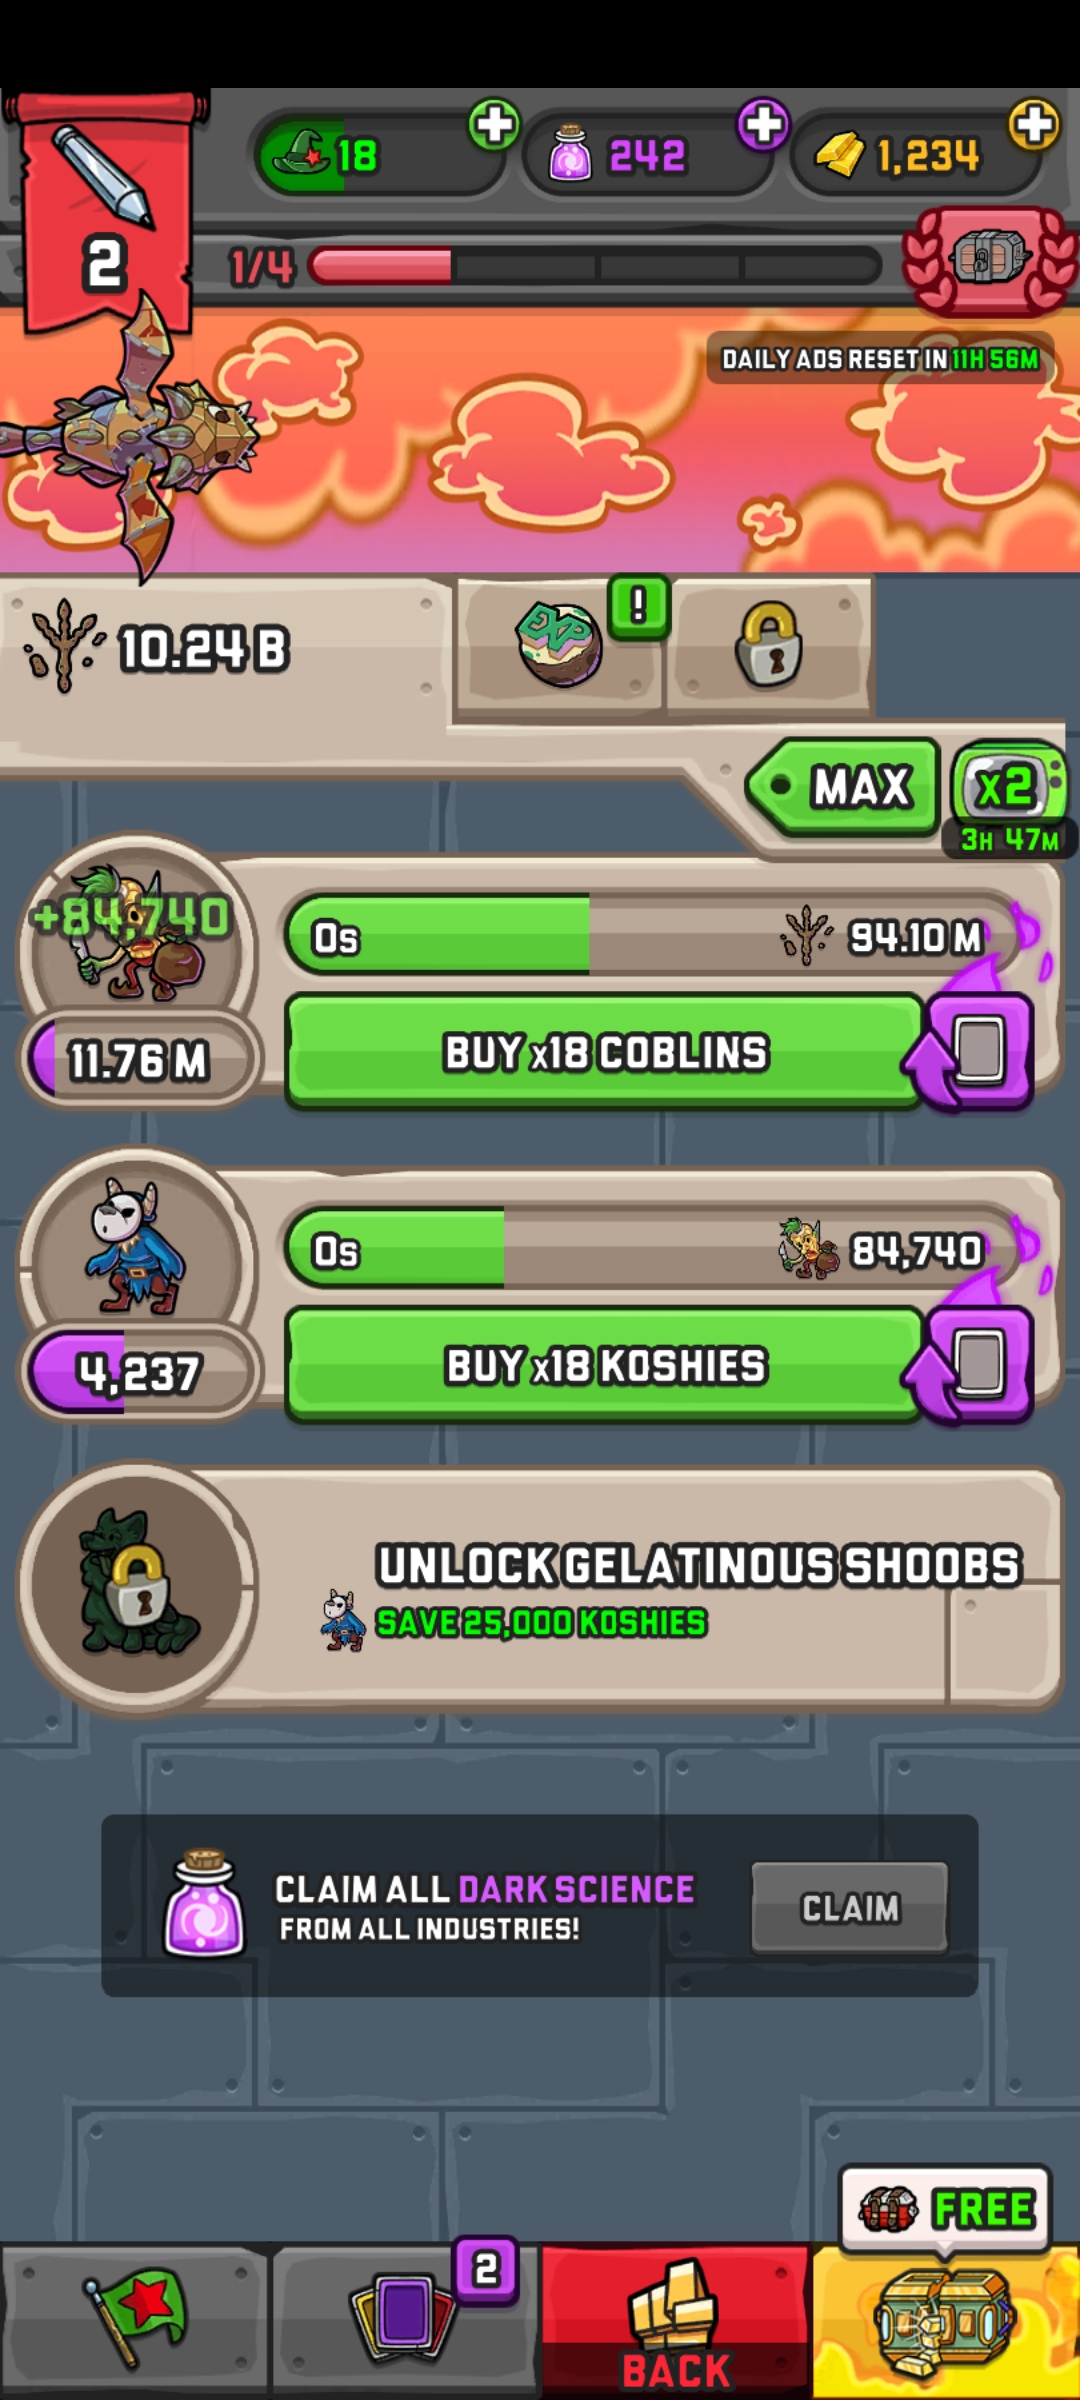 18
242
1,234
2
1/4
DAILY ADS RESET IN 11H 56M
10.24 B
EXP
!
MAX
x2
3H 47M
+84,740
0s
94.10 M
11.76 M
BUY x18 COBLINS
0s
84,740
4,237
BUY x18 KOSHIES
UNLOCK GELATINOUS SHOOBS
SAVE 25,000 KOSHIES
CLAIM ALL DARK SCIENCE
FROM ALL INDUSTRIES!
CLAIM
FREE
2
BACK